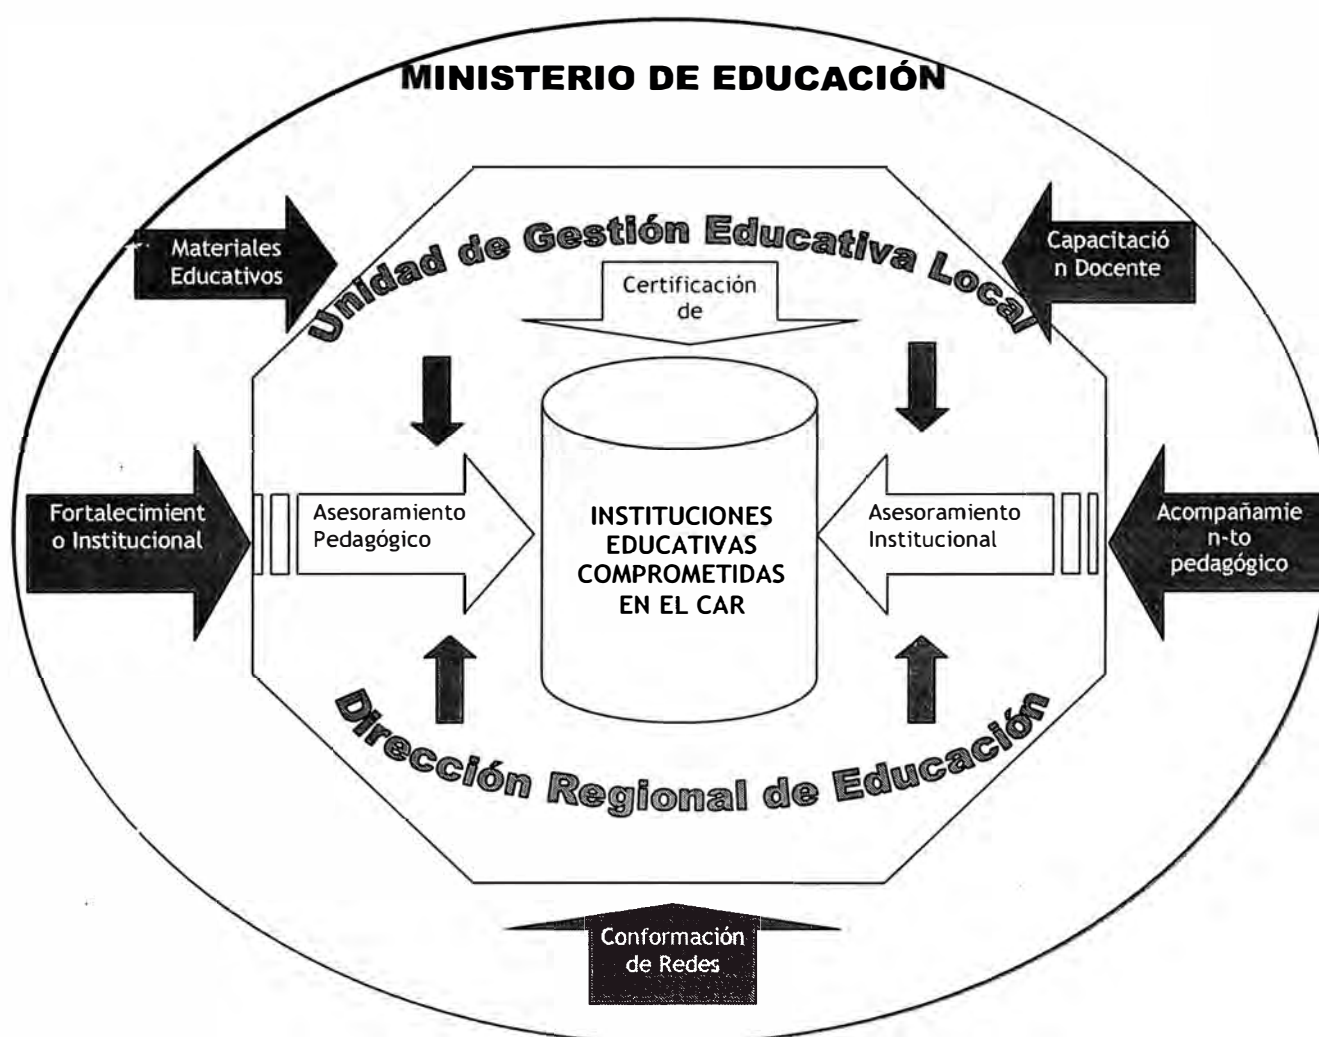 MINISTERIO DE EDUCACIÓN
Unidad de Gestión Educativa Local
Materiales
Educativos
Capacitació
n Docente
Certificación
de
Fortalecimient
o Institucional
Asesoramiento
Pedagógico
INSTITUCIONES
EDUCATIVAS
COMPROMETIDAS
EN EL CAR
Asesoramiento
Institucional
Acompañamie
n-to
pedagógico
Dirección Regional de Educación
Conformación
de Redes